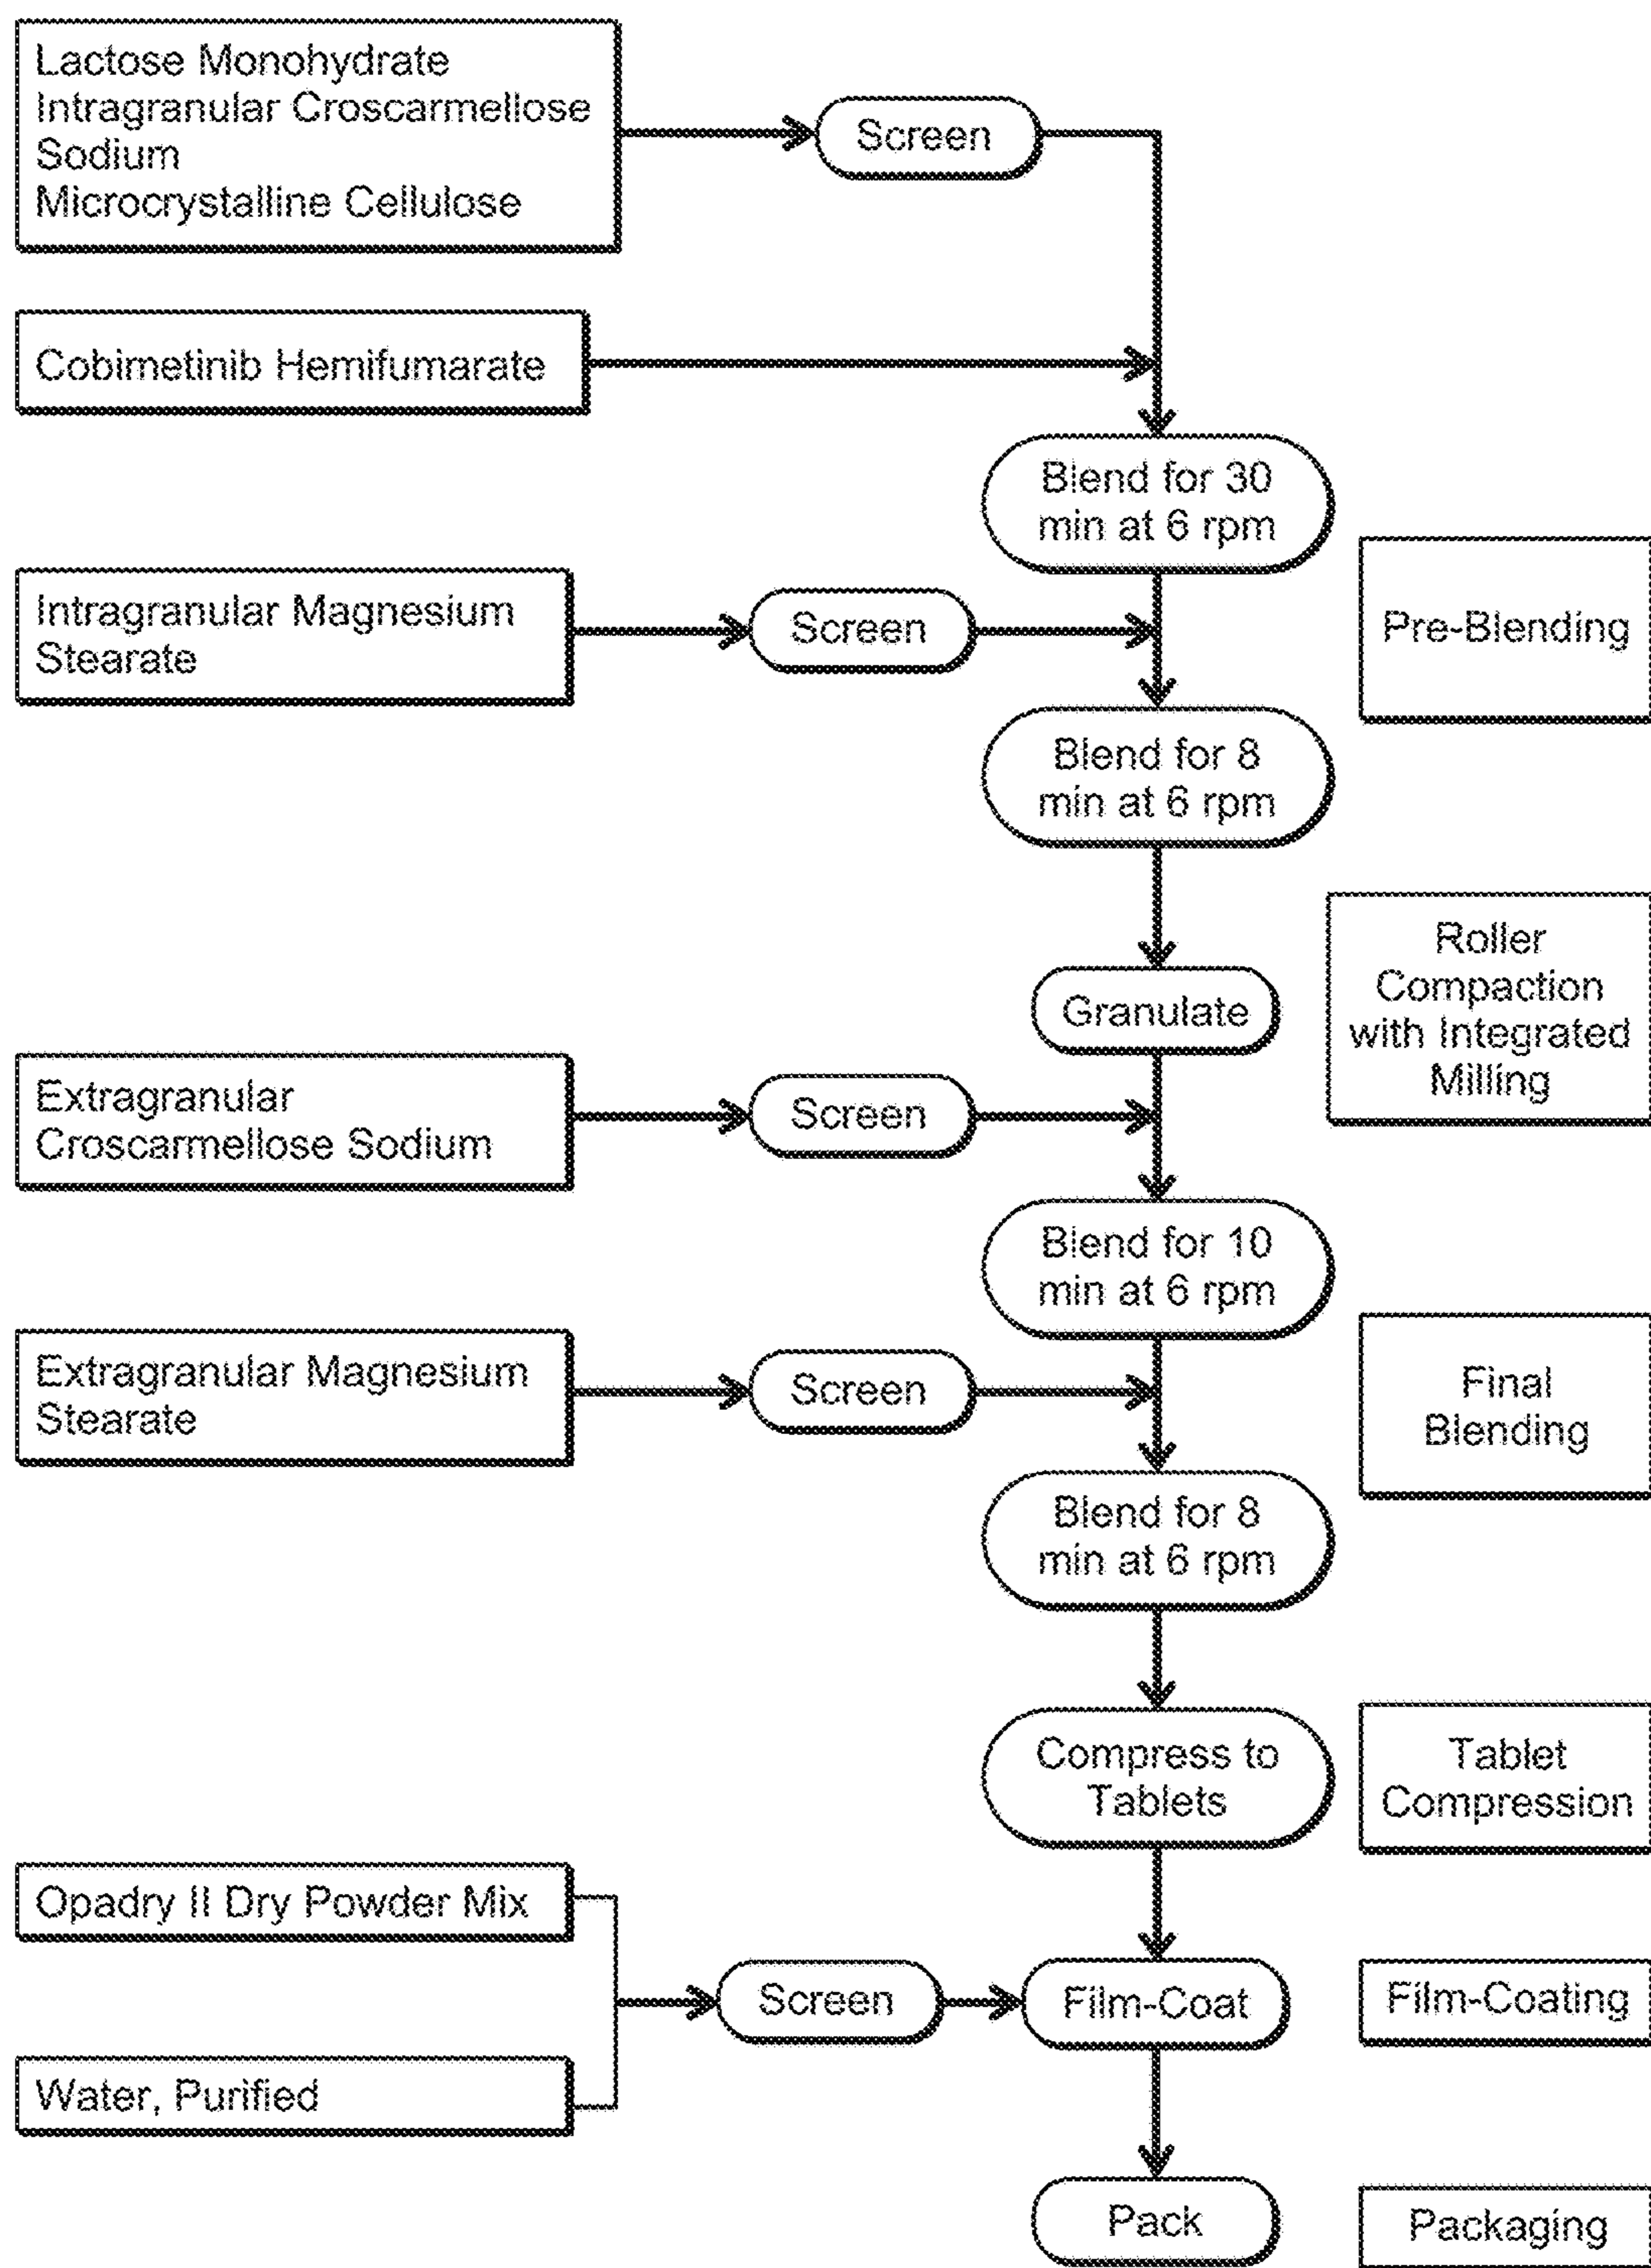 Lactose Monohydrate
Intragranular Croscarmellose
Sodium
Microcrystalline Cellulose
Screen
Cobimetinib Hemifumarate
Blend for 30
min at 6 rpm
Intragranular Magnesium
Stearate
Screen
Pre-Blending
Blend for 8
min at 6 rpm
Granulate
Roller
Compaction
with Integrated
Milling
Extragranular
Croscarmellose Sodium
Screen
Blend for 10
min at 6 rpm
Extragranular Magnesium
Stearate
Screen
Final
Blending
Blend for 8
min at 6 rpm
Compress to
Tablets
Tablet
Compression
Opadry II Dry Powder Mix
Water, Purified
Screen
Film-Coat
Film-Coating
Pack
Packaging